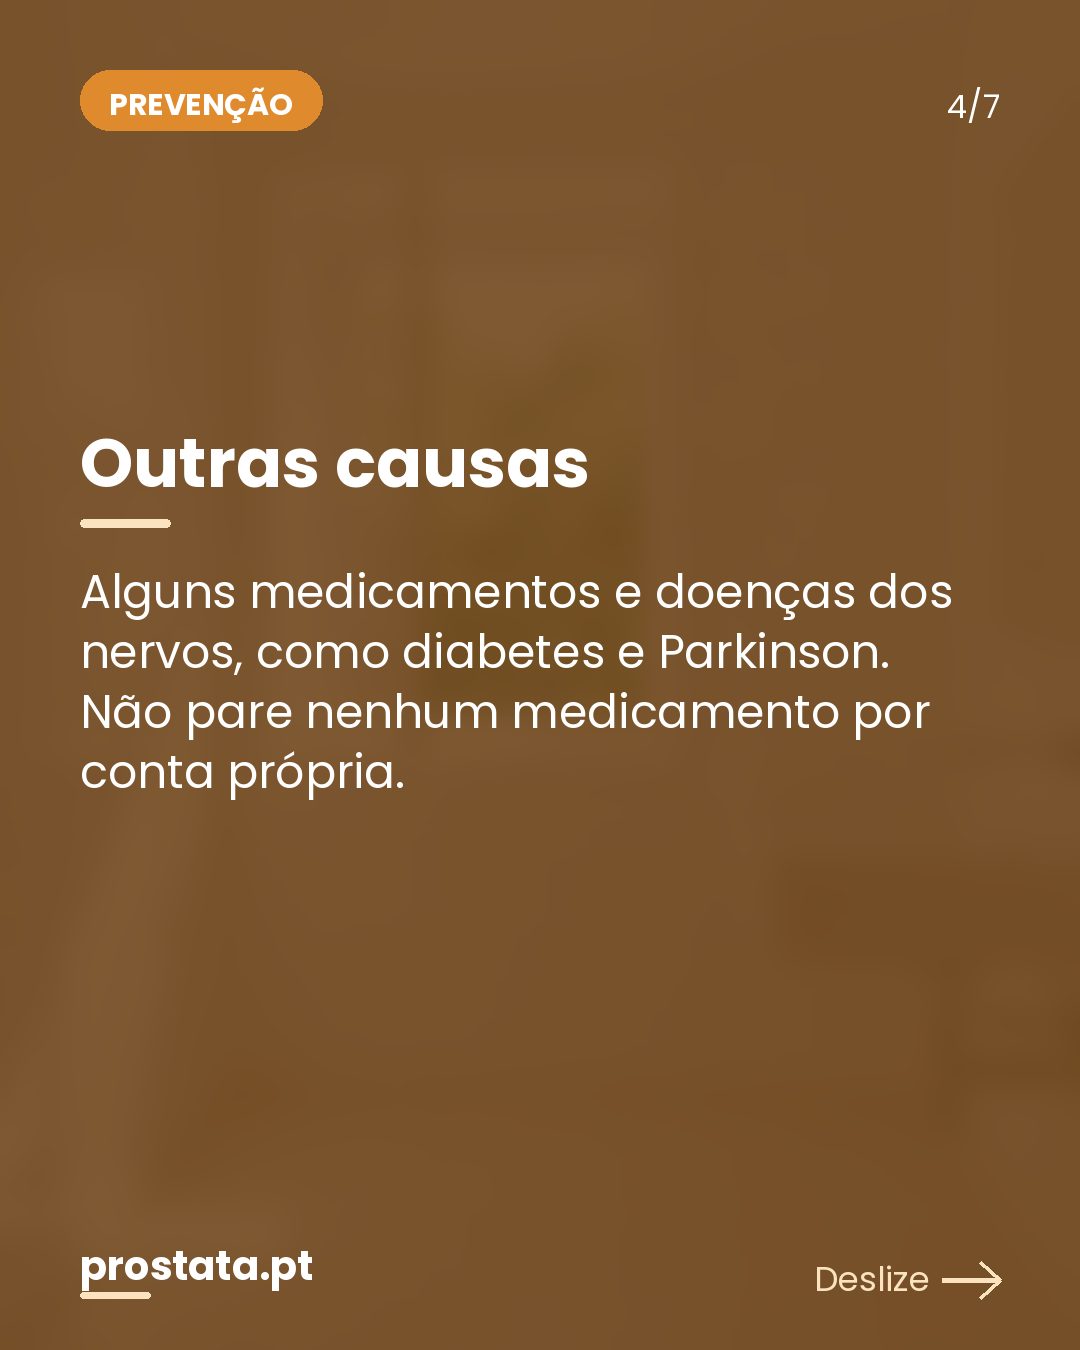 PREVENÇÃO
4/7
Outras causas
Alguns medicamentos e doenças dos
nervos, como diabetes e Parkinson.
Não pare nenhum medicamento por
conta própria.
prostata.pt
Deslize